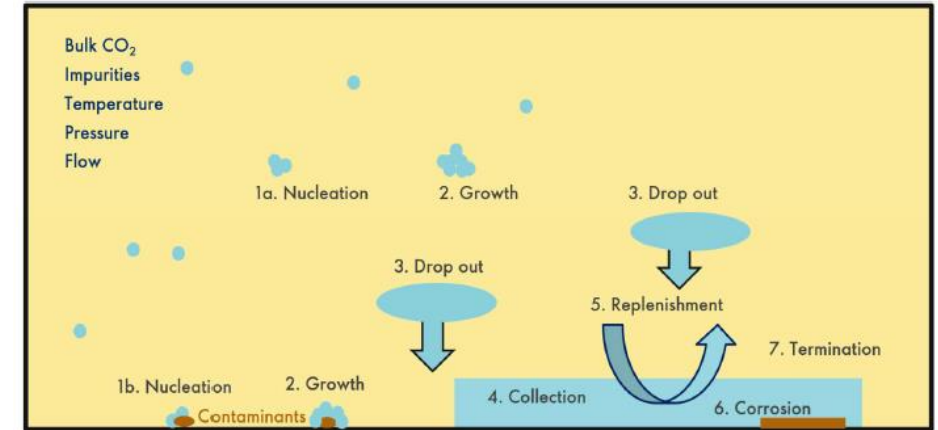 Bulk CO₂
Impurities
Temperature
Pressure
Flow
1a. Nucleation
2. Growth
3. Drop out
3. Drop out
5. Replenishment
7. Termination
1b. Nucleation
2. Growth
4. Collection
Contaminants
6. Corrosion